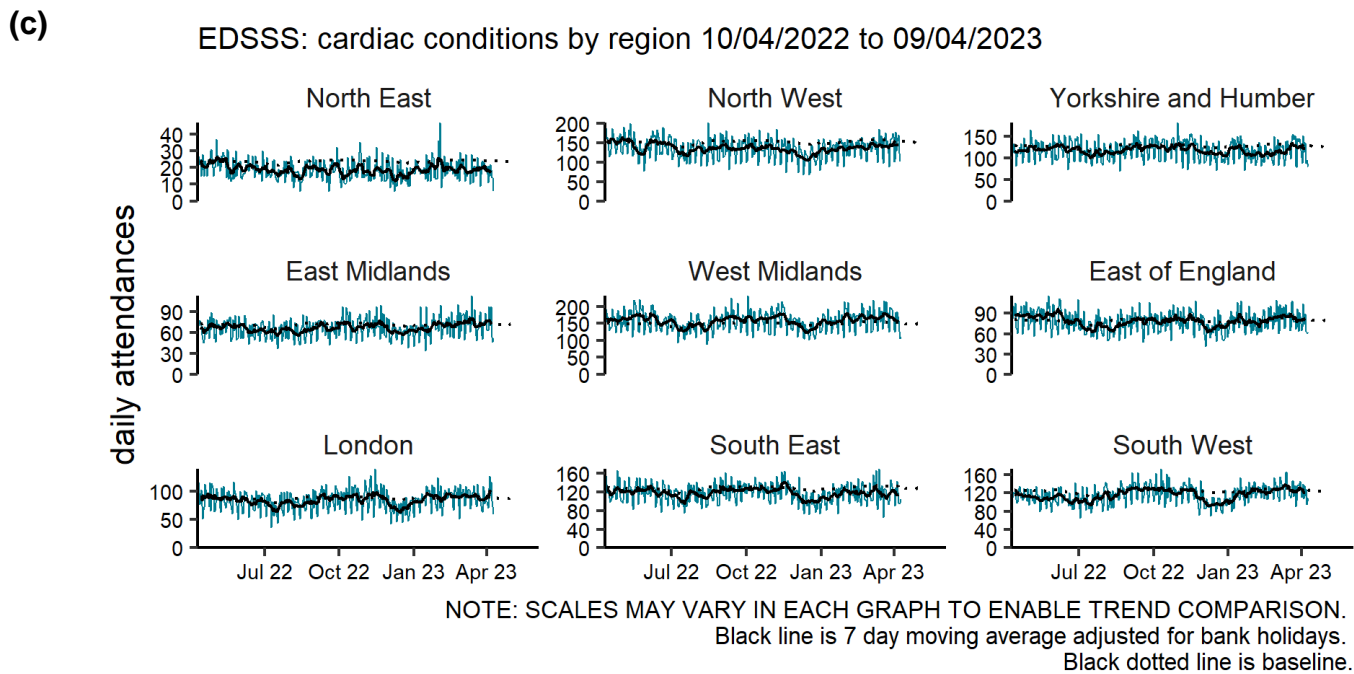 (c)
EDSSS: cardiac conditions by region 10/04/2022 to 09/04/2023
daily attendances
North East
40
30
20
10
0
North West
200
150
100
50
0
Yorkshire and Humber
150
100
50
0
East Midlands
90
60
30
0
West Midlands
200
150
100
50
0
East of England
90
60
30
0
London
100
50
0
Jul 22 Oct 22 Jan 23 Apr 23
South East
160
120
80
40
0
Jul 22 Oct 22 Jan 23 Apr 23
South West
160
120
80
40
0
Jul 22 Oct 22 Jan 23 Apr 23
NOTE: SCALES MAY VARY IN EACH GRAPH TO ENABLE TREND COMPARISON.
Black line is 7 day moving average adjusted for bank holidays.
Black dotted line is baseline.